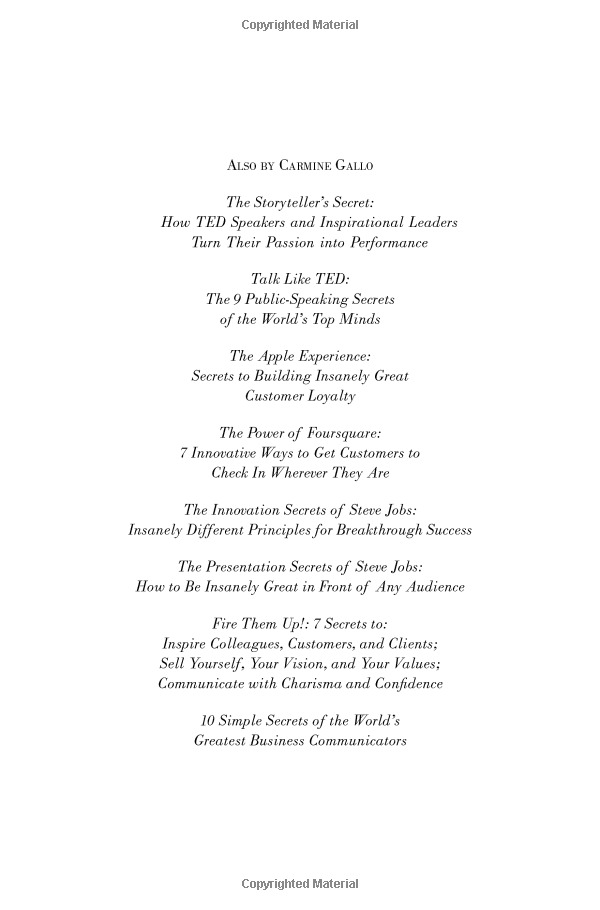 Copyrighted Material
Also by Carmine Gallo
The Storyteller's Secret:
How TED Speakers and Inspirational Leaders
Turn Their Passion into Performance
Talk Like TED:
The 9 Public-Speaking Secrets
of the World's Top Minds
The Apple Experience:
Secrets to Building Insanely Great
Customer Loyalty
The Power of Foursquare:
7 Innovative Ways to Get Customers to
Check In Wherever They Are
The Innovation Secrets of Steve Jobs:
Insanely Different Principles for Breakthrough Success
The Presentation Secrets of Steve Jobs:
How to Be Insanely Great in Front of Any Audience
Fire Them Up!: 7 Secrets to:
Inspire Colleagues, Customers, and Clients;
Sell Yourself, Your Vision, and Your Values;
Communicate with Charisma and Confidence
10 Simple Secrets of the World's
Greatest Business Communicators
Copyrighted Material